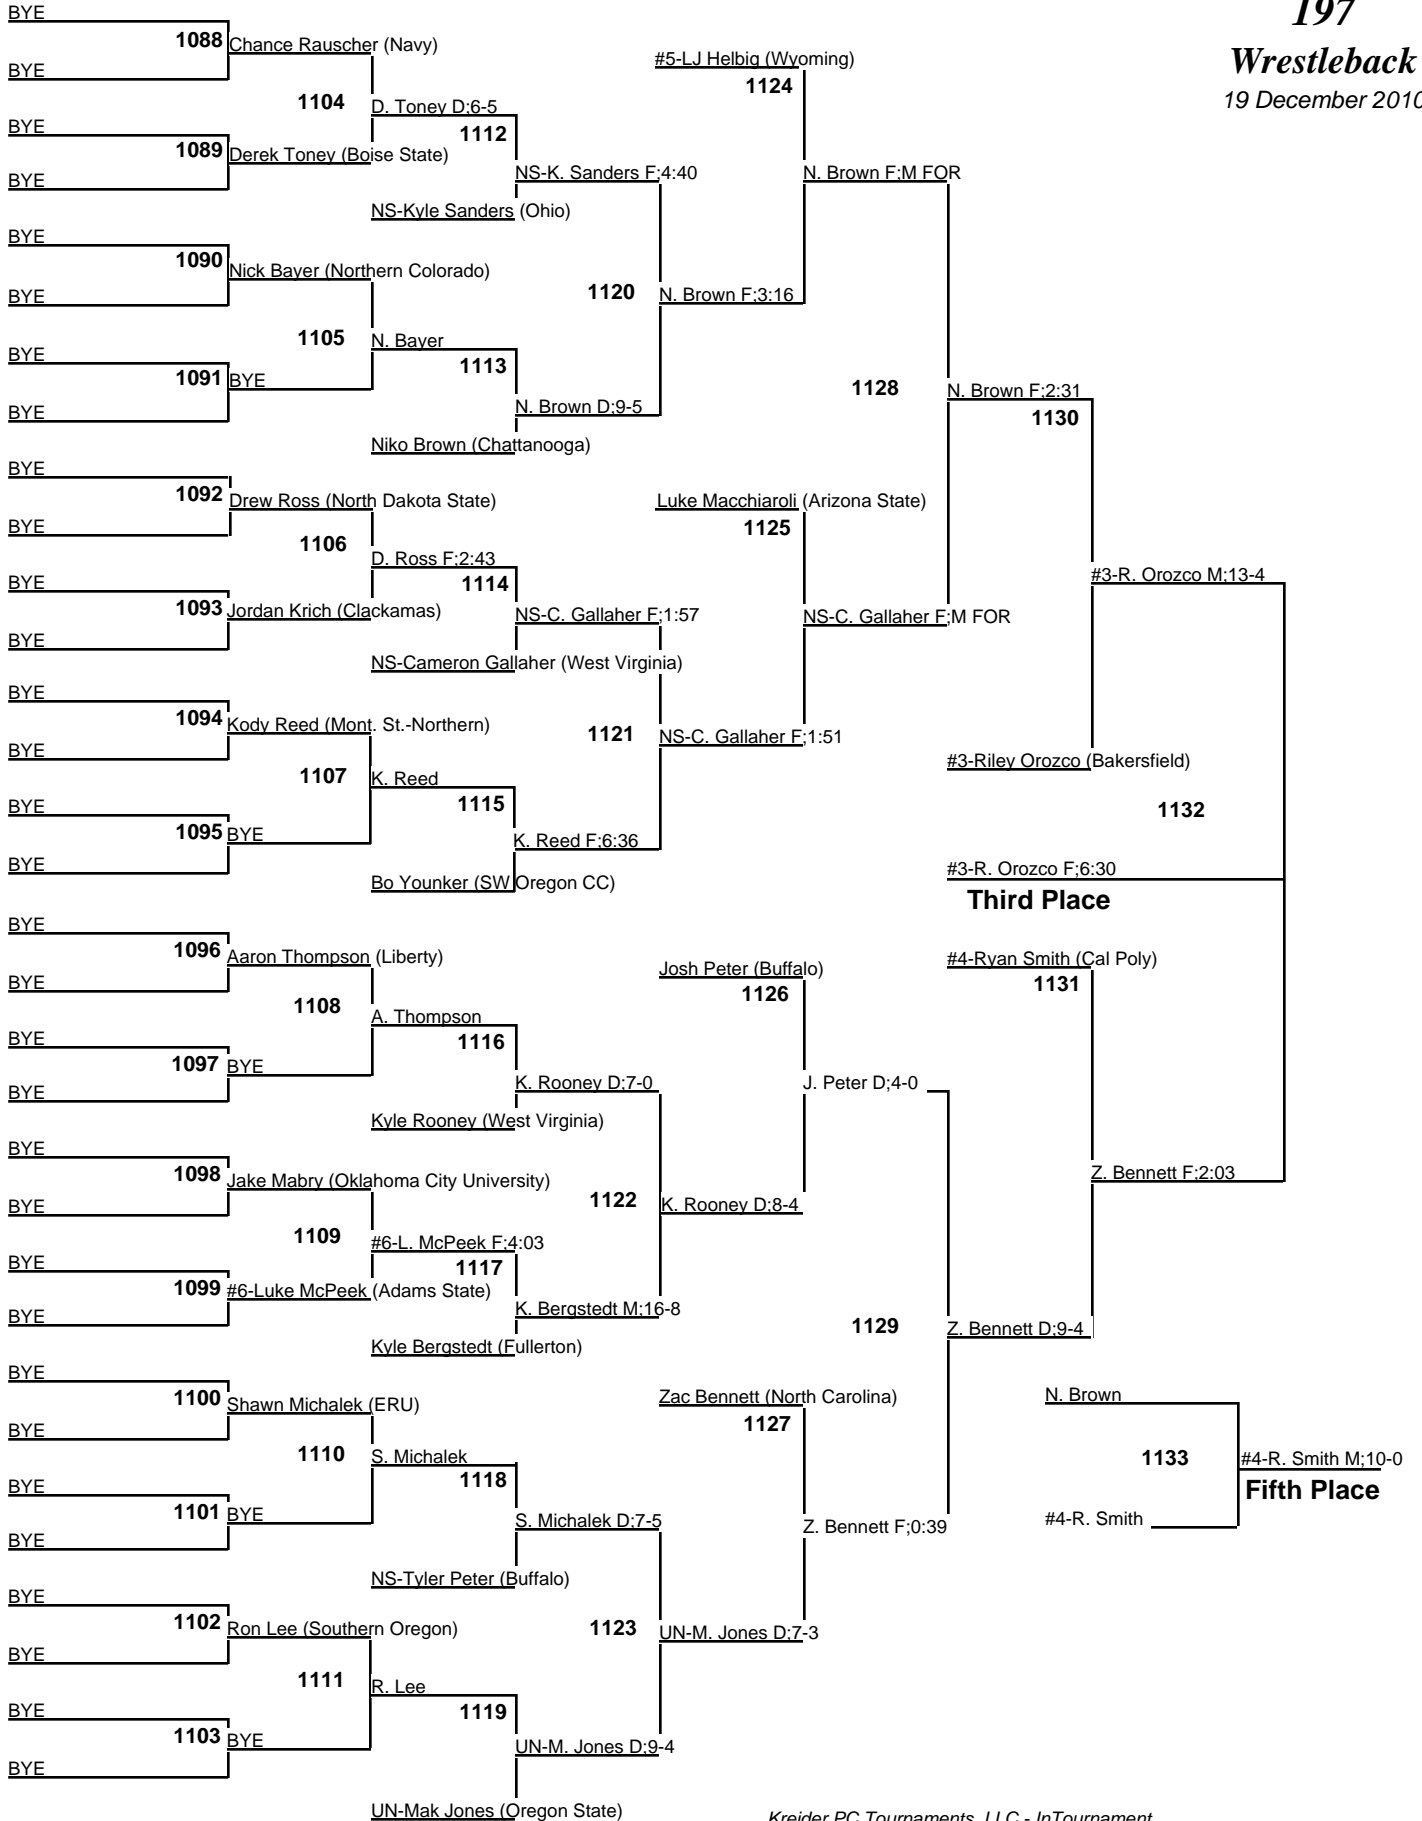 BYE
197
1088 Chance Rauscher (Navy)
#5-LJ Helbig (Wyoming)
Wrestleback
BYE
1124
19 December 2010
1104 D. Toney D;6-5
BYE
1112
1089 Derek Toney (Boise State)
BYE
NS-K. Sanders F;4:40
N. Brown F;M FOR
NS-Kyle Sanders (Ohio)
BYE
1090 Nick Bayer (Northern Colorado)
BYE
1120 N. Brown F;3:16
1105 N. Bayer
BYE
1113
1091 BYE
1128 N. Brown F;2:31
BYE
N. Brown D;9-5
1130
Niko Brown (Chattanooga)
BYE
1092 Drew Ross (North Dakota State)
Luke Macchiaroli (Arizona State)
BYE
1125
1106 D. Ross F;2:43
BYE
1114
#3-R. Orozco M;13-4
1093 Jordan Krich (Clackamas)
NS-C. Gallaher F;1:57
NS-C. Gallaher F;M FOR
BYE
NS-Cameron Gallaher (West Virginia)
BYE
1094 Kody Reed (Mont. St.-Northern)
1121 NS-C. Gallaher F;1:51
BYE
#3-Riley Orozco (Bakersfield)
1107 K. Reed
BYE
1115
1132
1095 BYE
K. Reed F;6:36
BYE
#3-R. Orozco F;6:30
Bo Younker (SW Oregon CC)
Third Place
BYE
1096 Aaron Thompson (Liberty)
#4-Ryan Smith (Cal Poly)
BYE
Josh Peter (Buffalo)
1131
1126
1108 A. Thompson
BYE
1116
1097 BYE
BYE
K. Rooney D;7-0
J. Peter D;4-0
Kyle Rooney (West Virginia)
BYE
1098 Jake Mabry (Oklahoma City University)
Z. Bennett F;2:03
BYE
1122 K. Rooney D;8-4
1109 #6-L. McPeek F;4:03
BYE
1117
1099 #6-Luke McPeek (Adams State)
BYE
K. Bergstedt M;16-8
1129 Z. Bennett D;9-4
Kyle Bergstedt (Fullerton)
BYE
1100 Shawn Michalek (ERU)
Zac Bennett (North Carolina)
N. Brown
BYE
1127
1110 S. Michalek
1133 #4-R. Smith M;10-0
BYE
1118
Fifth Place
1101 BYE
S. Michalek D;7-5
Z. Bennett F;0:39
#4-R. Smith
BYE
NS-Tyler Peter (Buffalo)
BYE
1102 Ron Lee (Southern Oregon)
1123 UN-M. Jones D;7-3
BYE
1111 R. Lee
BYE
1119
1103 BYE
UN-M. Jones D;9-4
BYE
UN-Mak Jones (Oregon State)
Kreider PC Tournaments, LLC - InTournament